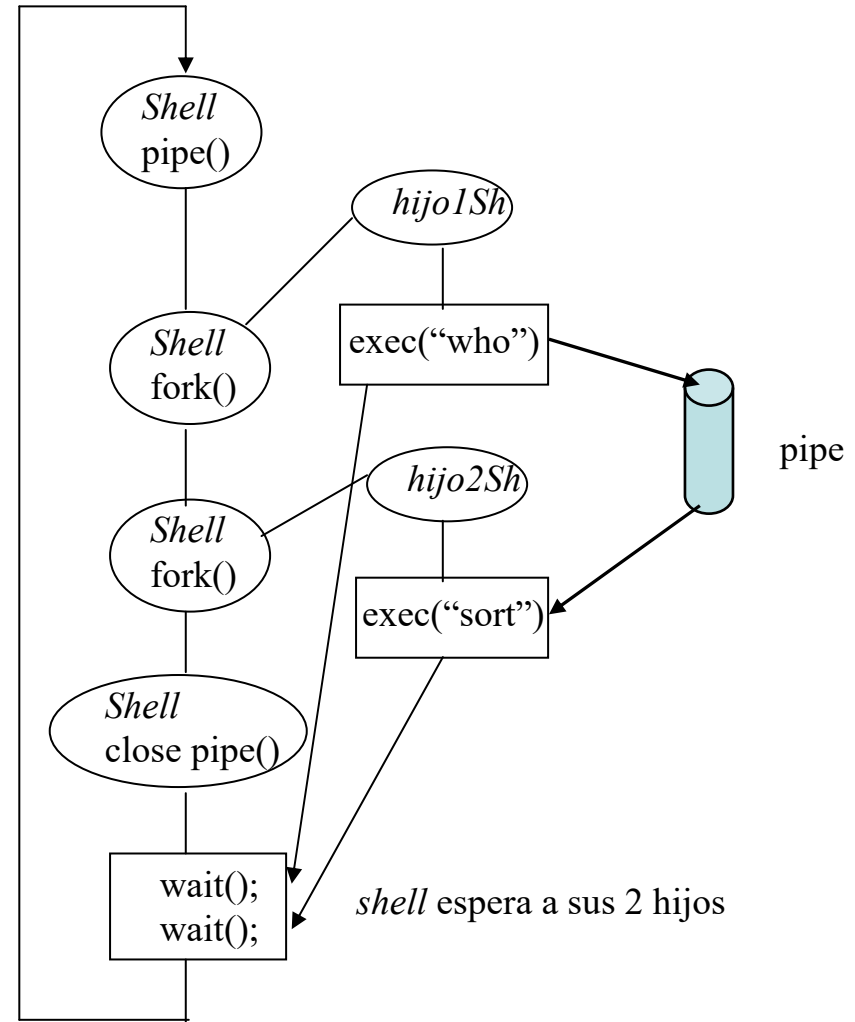 Shell
pipe()
hijo1Sh
Shell
fork()
exec(“who”)
pipe
hijo2Sh
Shell
fork()
exec(“sort”)
Shell
close pipe()
wait();
wait();
shell espera a sus 2 hijos